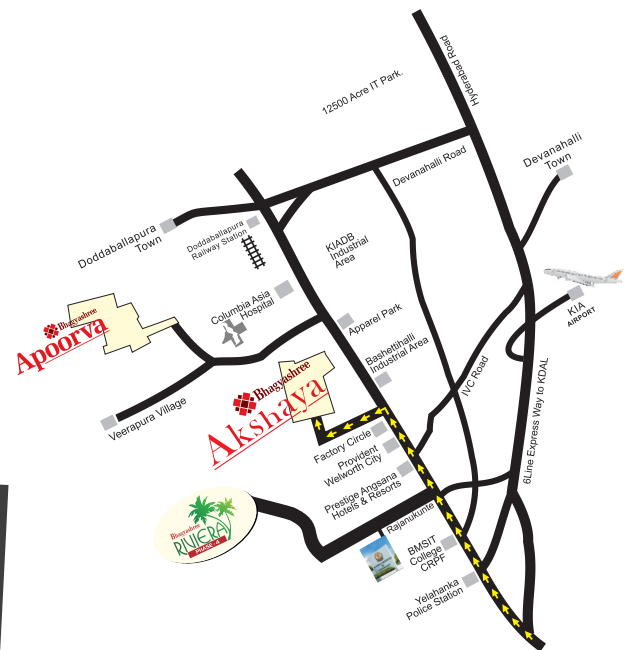 12500 Acre IT Park.
Hyderabad Road
Devanahalli Road
Devanahalli
Town
Doddaballapura
Town
Doddaballapura
Railway Station
KIADB
Industrial
Area
KIA
AIRPORT
Columbia Asia
Hospital
Apparel Park
Bashettihalli
Industrial Area
Bhagyashree
Apoorva
Bhagyashree
Akshaya
Veerapura Village
IVC Road
6Line Express Way to KDAL
Factory Circle
Provident
Welworth City
Prestige Angsana
Hotels & Resorts
Rajanukunte
Bhagyashree
RIVIERA
PHASE -4
BMSIT
College
CRPF
Yelahanka
Police Station